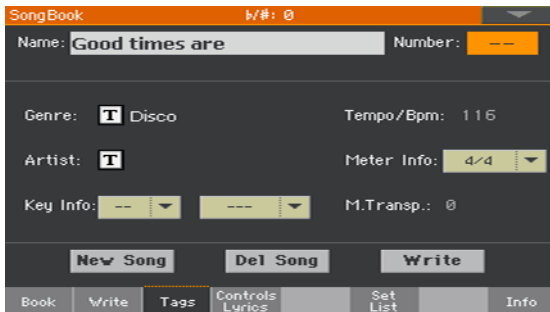 SongBook ♭/#: 0
Name: Good times are Number: --
Genre: T Disco Tempo/Bpm: 116
Artist: T Meter Info: 4/4
Key Info: -- --- M.Transp.: 0
New Song Del Song Write
Book Write Tags Controls Lyrics Set List Info